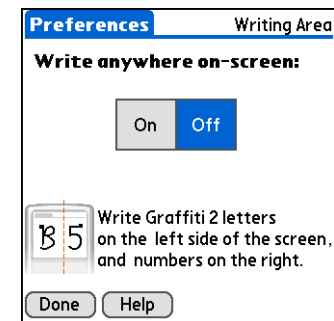 Preferences Writing Area
Write anywhere on-screen:
On Off
B 5
Write Graffiti 2 letters
on the left side of the screen,
and numbers on the right.
Done Help